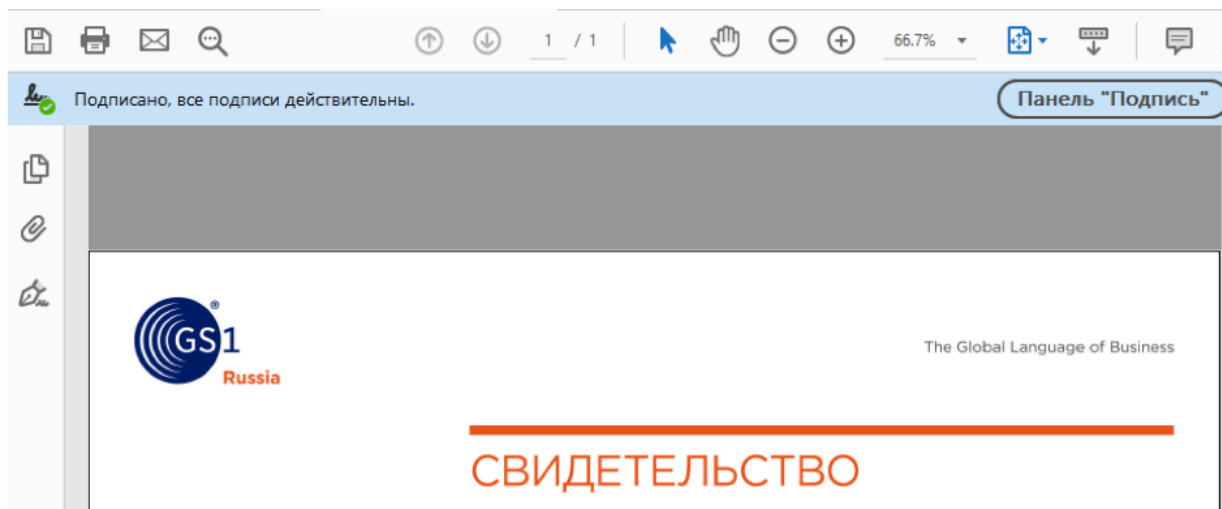 1 / 1
66.7%
Подписано, все подписи действительны.
Панель "Подпись"
GS1
®
Russia
The Global Language of Business
СВИДЕТЕЛЬСТВО